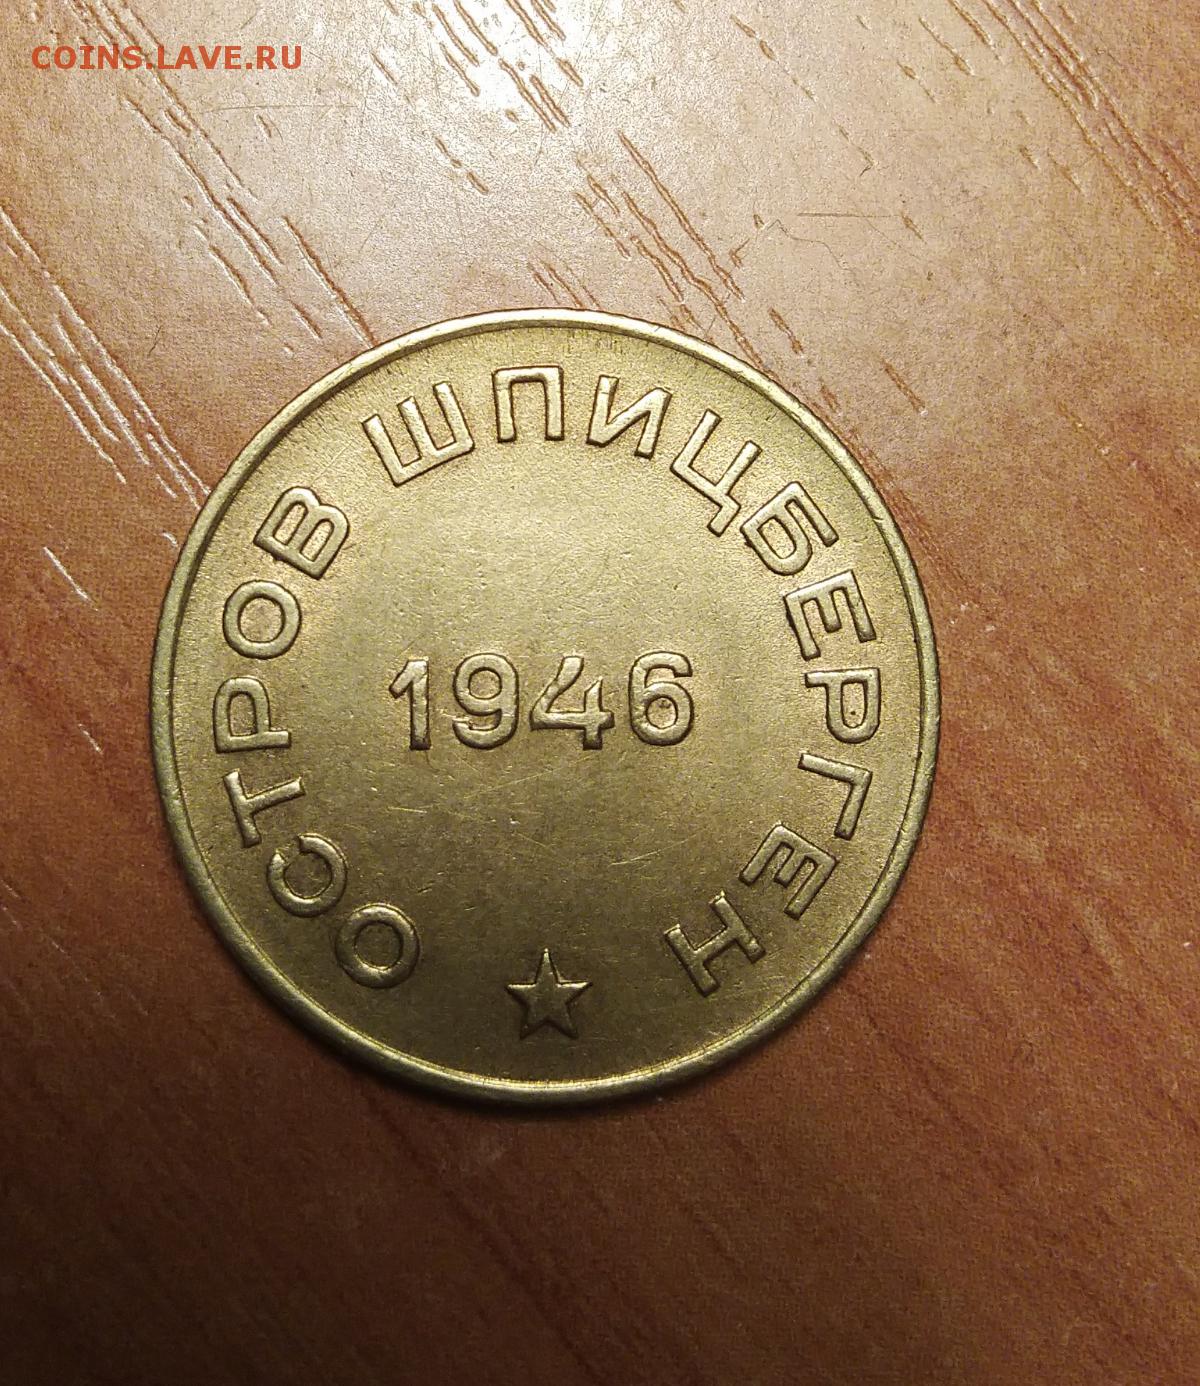 COINS.LAVE.RU
ОСТРОВ ШПИЦБЕРГЕН
1946